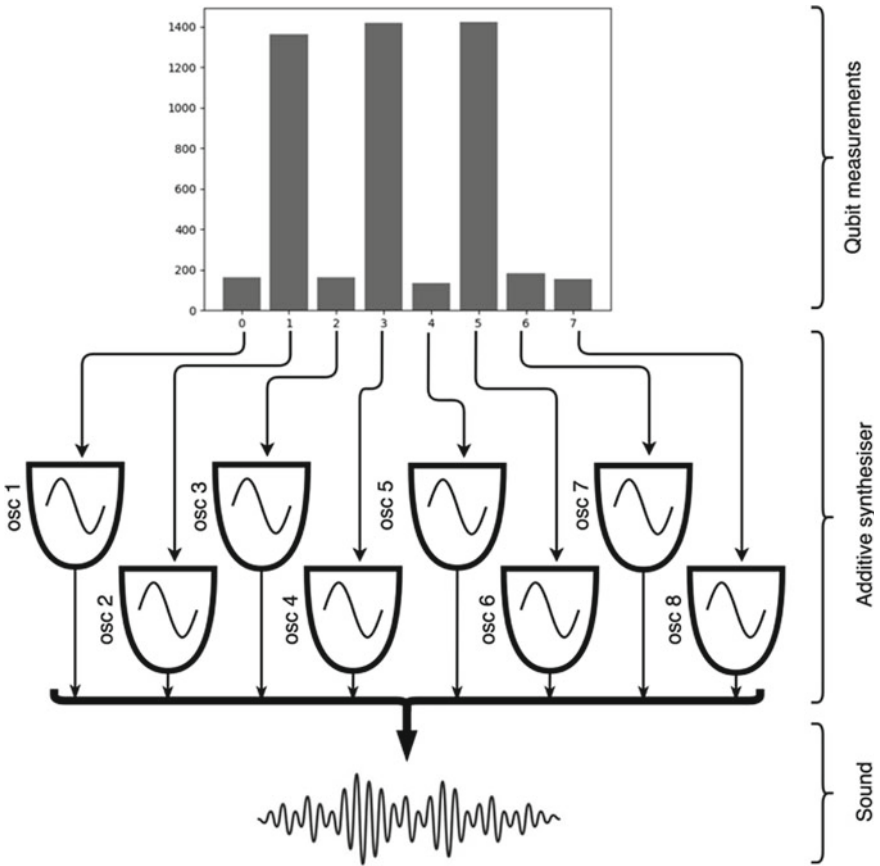 1400
1200
1000
800
600
400
200
0
0 1 2 3 4 5 6 7
Qubit measurements
osc 1
osc 2
osc 3
osc 4
osc 5
osc 6
osc 7
osc 8
Additive synthesiser
Sound